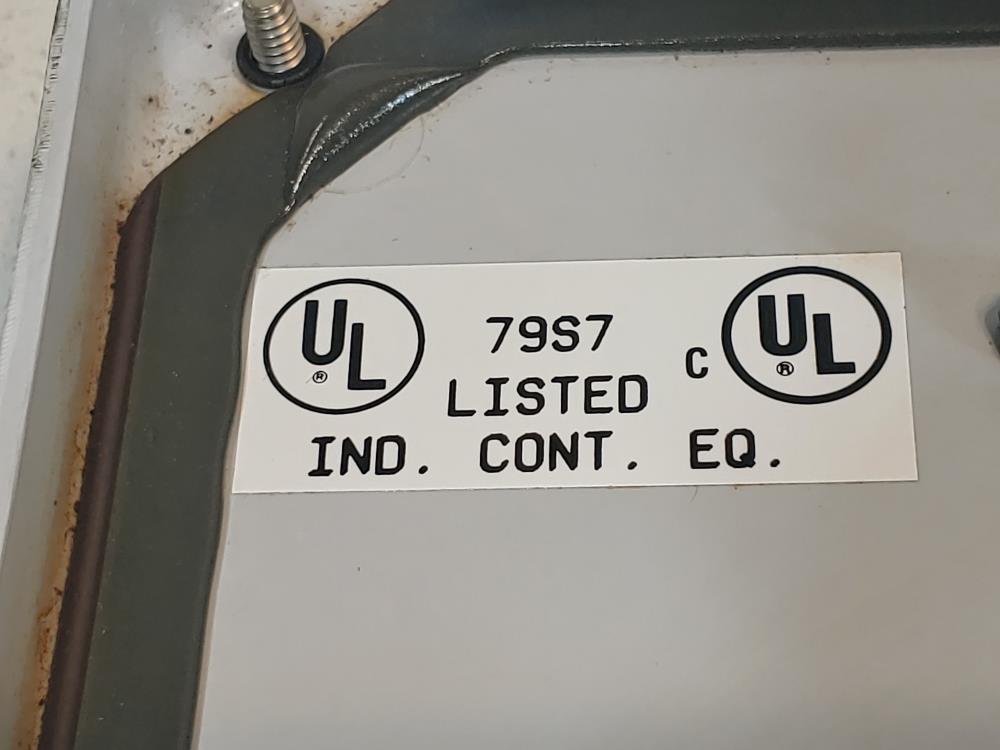 UL® 79S7 C UL®
LISTED
IND. CONT. EQ.